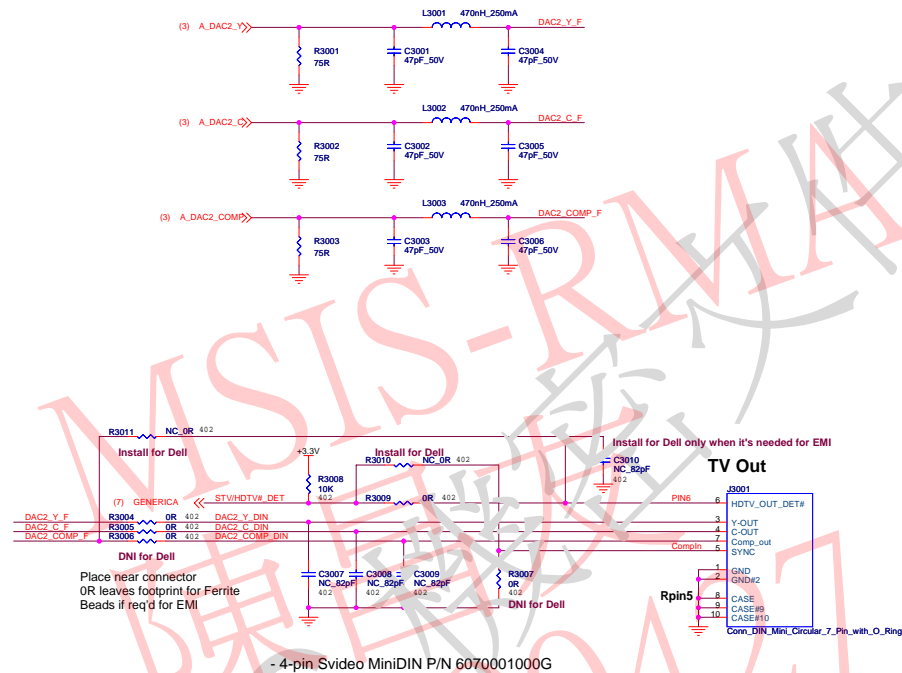 L3001 470nH_250mA
(3) A_DAC2_Y DAC2_Y_F
R3001
75R
C3001
47pF_50V
C3004
47pF_50V
L3002 470nH_250mA
(3) A_DAC2_C DAC2_C_F
R3002
75R
C3002
47pF_50V
C3005
47pF_50V
L3003 470nH_250mA
(3) A_DAC2_COMP DAC2_COMP_F
R3003
75R
C3003
47pF_50V
C3006
47pF_50V
MSIS-RMA
R3011 NC_0R 402
Install for Dell
+3.3V
Install for Dell
R3010 NC_0R 402
Install for Dell only when it's needed for EMI
C3010
NC_82pF
402
TV Out
R3008
10K
402
(7) GENERICA STV/HDTV#_DET
R3009 0R 402
PIN6
J3001
6 HDTV_OUT_DET#
DAC2_Y_F R3004 0R 402 DAC2_Y_DIN
DAC2_C_F R3005 0R 402 DAC2_C_DIN
DAC2_COMP_F R3006 0R 402 DAC2_COMP_DIN
3 Y-OUT
4 C-OUT
7 Comp_out
CompIn 5 SYNC
1 GND
2 GND#2
8 CASE
9 CASE#9
10 CASE#10
Rpin5
DNI for Dell
Place near connector
0R leaves footprint for Ferrite
Beads if req'd for EMI
C3007
NC_82pF
402
C3008
NC_82pF
402
C3009
NC_82pF
402
R3007
0R
402
DNI for Dell
Conn_DIN_Mini_Circular_7_Pin_with_O_Ring
- 4-pin Svideo MiniDIN P/N 6070001000G